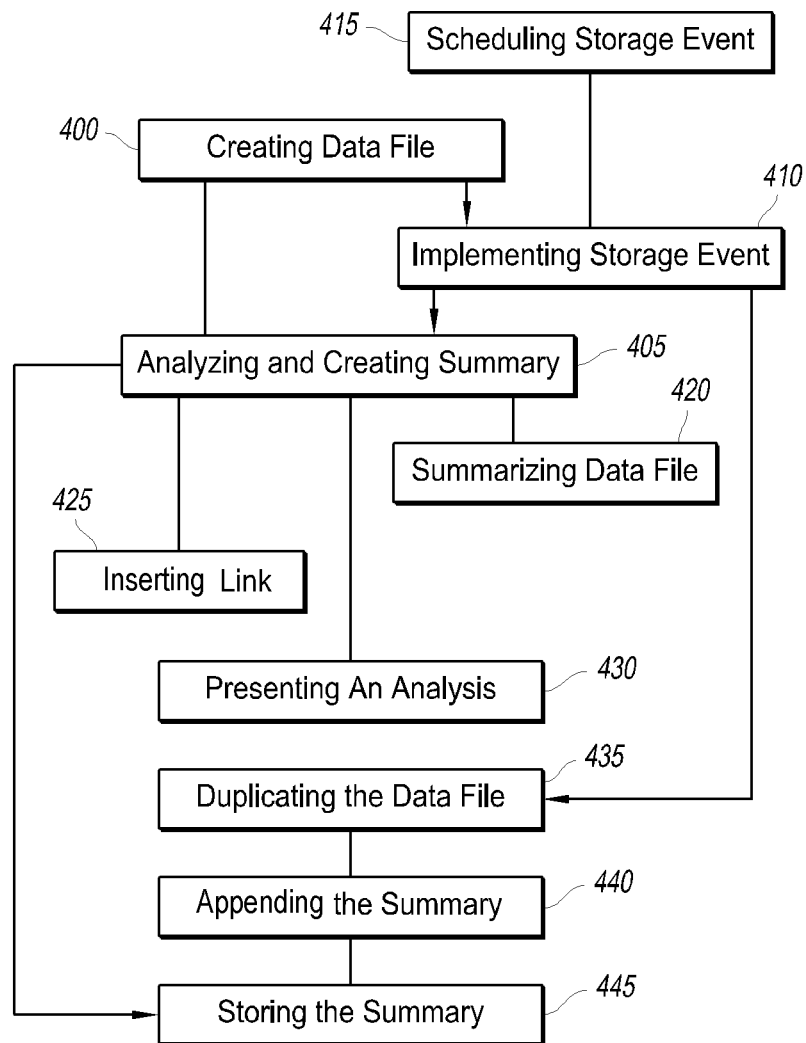 415
Scheduling Storage Event
400
Creating Data File
410
Implementing Storage Event
Analyzing and Creating Summary
405
420
Summarizing Data File
425
Inserting Link
Presenting An Analysis
430
435
Duplicating the Data File
Appending the Summary
440
Storing the Summary
445